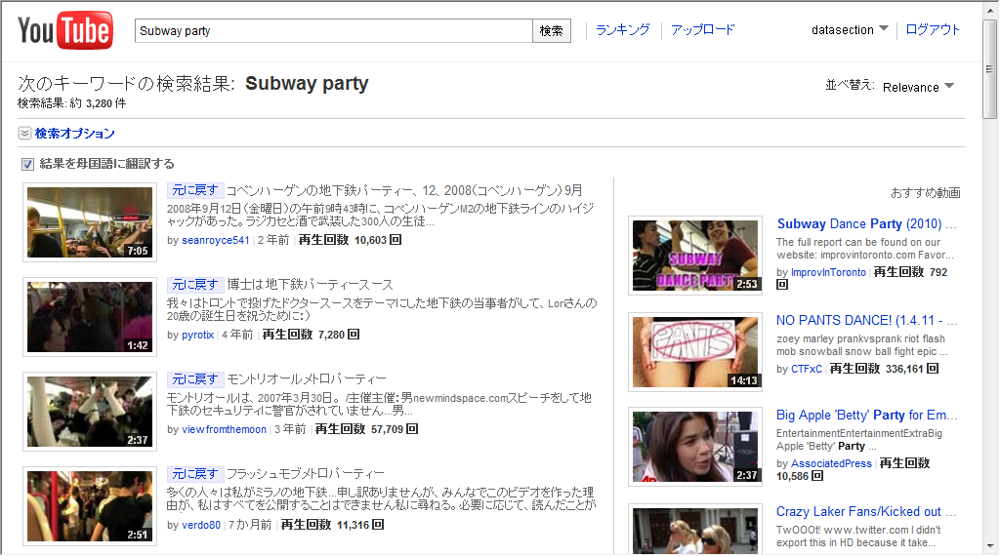 You Tube
Subway party
検索
ランキング
アップロード
datasection
ログアウト
次のキーワードの検索結果: Subway party
検索結果: 約 3,280 件
並べ替え: Relevance
検索オプション
結果を母国語に翻訳する
7:05
元に戻す コペンハーゲンの地下鉄パーティー、12、2008(コペンハーゲン)9月
2008年9月12日(金曜日)の午前9時43時に、コペンハーゲンM2の地下鉄ラインのハイジ
ャックがあった。ラジカセと酒で武装した300人の生徒...
by seanroyce541 | 2 年前 | 再生回数 10,603 回
1:42
元に戻す 博士は地下鉄パーティースース
我々はトロントで投げたドクタースースをテーマにした地下鉄の当事者がして、Loriさんの
20歳の誕生日を祝うために:)
by pyrotix | 4 年前 | 再生回数 7,280 回
2:37
元に戻す モントリオールメトロパーティー
モントリオールは、2007年3月30日。 /主催主催：男newmindspace.comスピーチをして地
下鉄のセキュリティに警官がされていません...男...
by viewfromthemoon | 3 年前 | 再生回数 57,709 回
2:51
元に戻す フラッシュモブメトロパーティー
多くの人々は私がミラノの地下鉄...申し訳ありませんが、みんなでこのビデオを作った理
由が、私はすべてを公開することはできません私に尋ねる。必要に応じて、読んだことが
by verdo80 | 7 か月前 | 再生回数 11,316 回
おすすめ動画
SUBWAY
DANCE PARTY
2:53
Subway Dance Party (2010) ...
The full report can be found on our
website: improvintoronto.com Favor...
by ImprovInToronto | 再生回数 792
回
PANTS
14:13
NO PANTS DANCE! (1.4.11 - ...
zoey marley prankvsprank riot flash
mob snowball snow ball fight epic ...
by CTFxC | 再生回数 336,161 回
2:37
Big Apple 'Betty' Party for Em...
EntertainmentEntertainmentExtraBig
Apple 'Betty' Party ...
by AssociatedPress | 再生回数
10,586 回
Crazy Laker Fans/Kicked out ...
TwOOOt! www.twitter.com I didn't
export this in HD because it take...